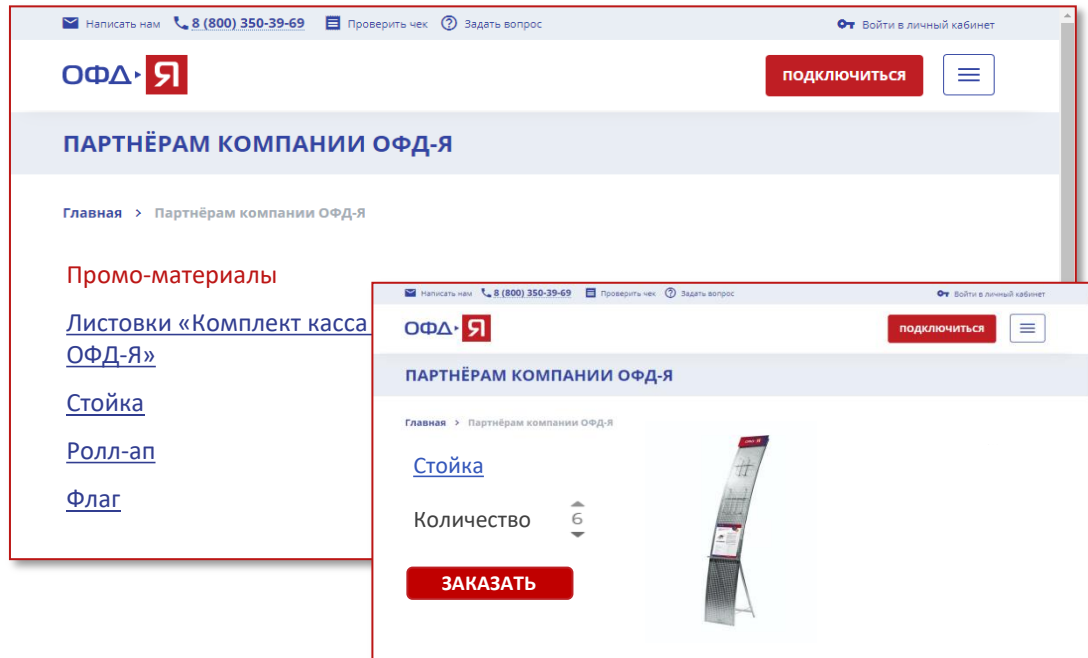 Написать нам 8 (800) 350-39-69 Проверить чек Задать вопрос Войти в личный кабинет
ОФД Я
ПОДКЛЮЧИТЬСЯ
ПАРТНЁРАМ КОМПАНИИ ОФД-Я
Главная > Партнёрам компании ОФД-Я
Промо-материалы
Листовки «Комплект касса
ОФД-Я»
Стойка
Ролл-ап
Флаг
Написать нам 8 (800) 350-39-69 Проверить чек Задать вопрос Войти в личный кабинет
ОФД Я
ПОДКЛЮЧИТЬСЯ
ПАРТНЁРАМ КОМПАНИИ ОФД-Я
Главная > Партнёрам компании ОФД-Я
Стойка
Количество 6
ЗАКАЗАТЬ